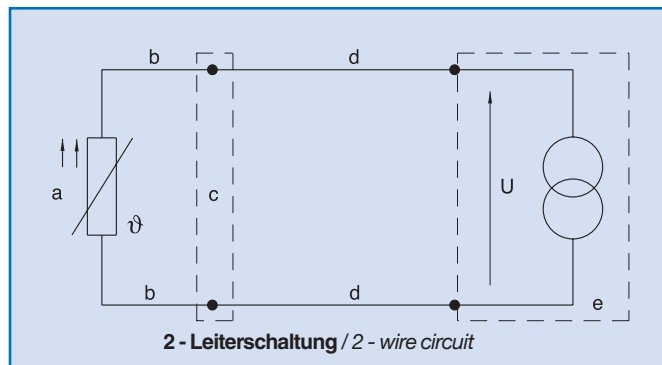 b d
a ϑ c U
b d e
2 - Leiterschaltung / 2 - wire circuit